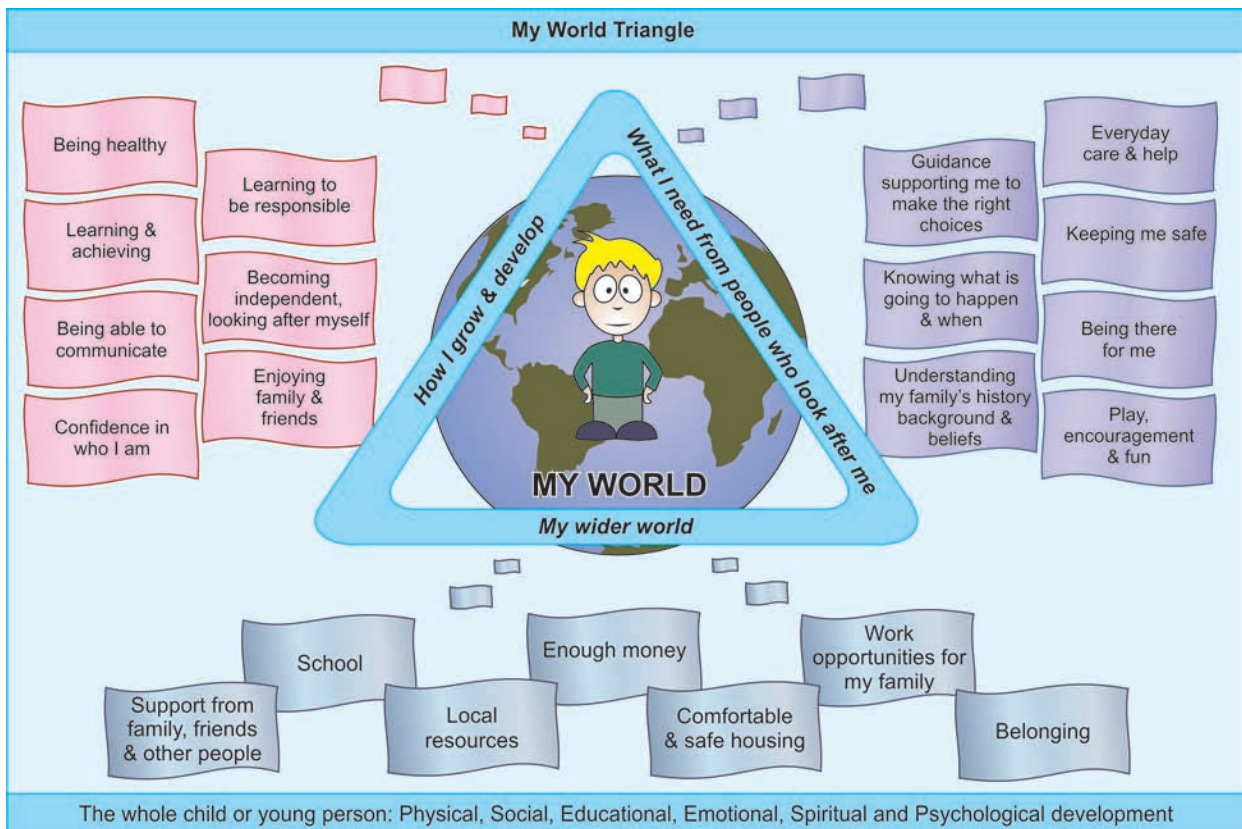 My World Triangle
Being healthy
Learning to
be responsible
Learning &
achieving
Becoming
independent,
looking after myself
Being able to
communicate
Enjoying
family &
friends
Confidence in
who I am
How I grow & develop
What I need from people who look after me
MY WORLD
My wider world
Everyday
care & help
Guidance
supporting me to
make the right
choices
Keeping me safe
Knowing what is
going to happen
& when
Being there
for me
Understanding
my family's history
background &
beliefs
Play,
encouragement
& fun
Support from
family, friends
& other people
School
Local
resources
Enough money
Comfortable
& safe housing
Work
opportunities for
my family
Belonging
The whole child or young person: Physical, Social, Educational, Emotional, Spiritual and Psychological development